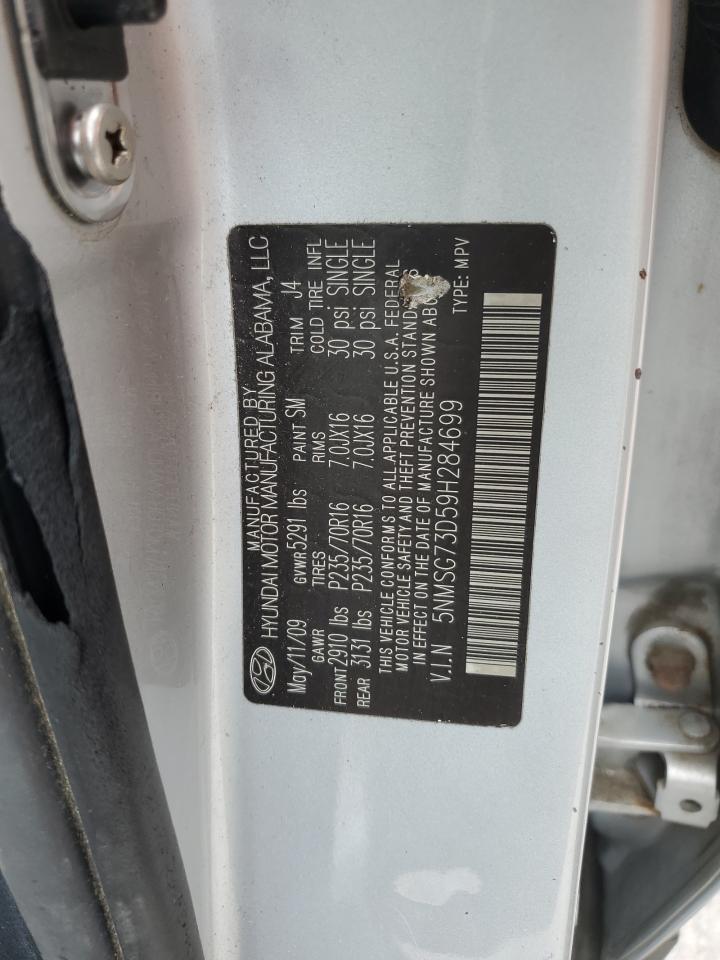 MANUFACTURED BY
HYUNDAI MOTOR MANUFACTURING ALABAMA, LLC
May/11/09 GVWR 5291 lbs PAINT SM TRIM J4
GAWR TIRES RIMS COLD TIRE INFL
FRONT 2910 lbs P235/70R16 7.0JX16 30 psi SINGLE
REAR 3131 lbs P235/70R16 7.0JX16 30 psi SINGLE
THIS VEHICLE CONFORMS TO ALL APPLICABLE U.S.A. FEDERAL
MOTOR VEHICLE SAFETY AND THEFT PREVENTION
IN EFFECT ON THE DATE OF MANUFACTURE SHOWN
V.I.N 5NMSG73D59H284699 TYPE: MPV